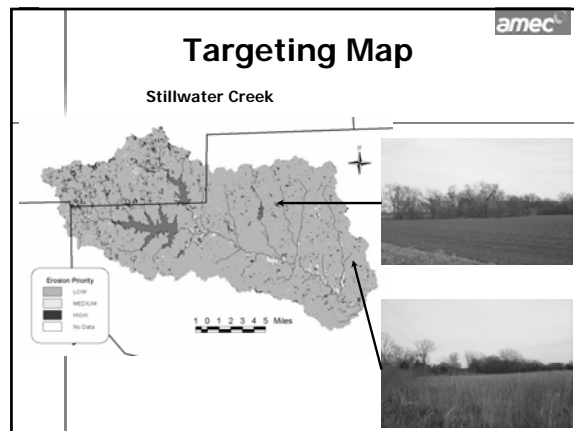 amec
Targeting Map
Stillwater Creek
Erosion Priority
LOW
MEDIUM
HIGH
No Data
1 0 1 2 3 4 5 Miles